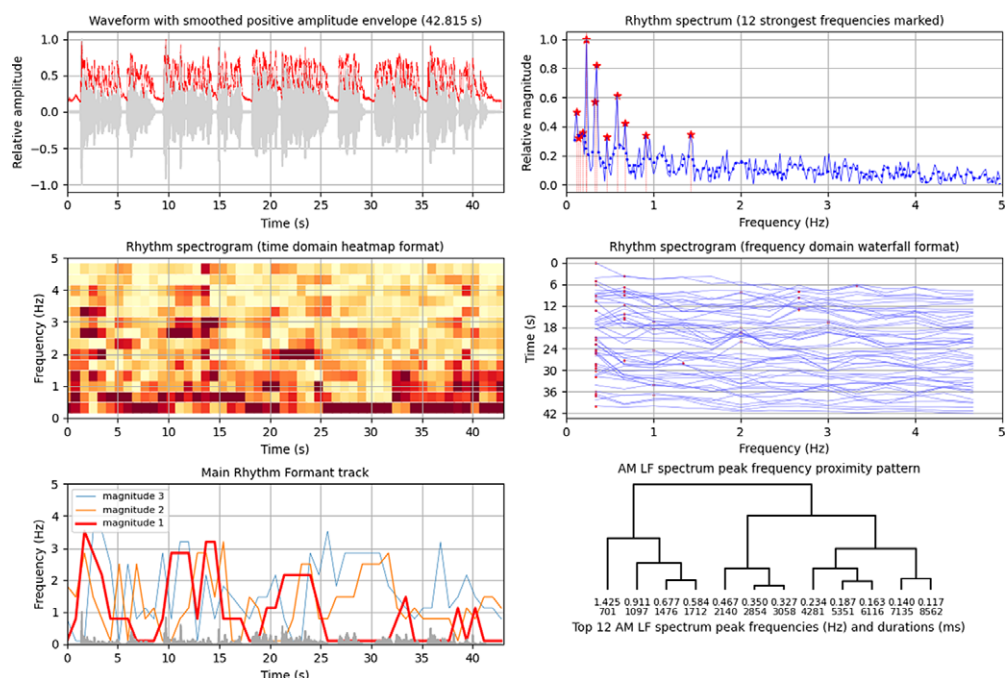 Waveform with smoothed positive amplitude envelope (42.815 s)
1.0
0.5
0.0
−0.5
−1.0
Relative amplitude
0 5 10 15 20 25 30 35 40
Time (s)
Rhythm spectrum (12 strongest frequencies marked)
1.0
0.8
0.6
0.4
0.2
0.0
Relative magnitude
0 1 2 3 4 5
Frequency (Hz)
Rhythm spectrogram (time domain heatmap format)
5
4
3
2
1
0
Frequency (Hz)
0 5 10 15 20 25 30 35 40
Time (s)
Rhythm spectrogram (frequency domain waterfall format)
0
6
12
18
24
30
36
42
Time (s)
0 1 2 3 4 5
Frequency (Hz)
Main Rhythm Formant track
5
4
3
2
1
0
Frequency (Hz)
magnitude 3
magnitude 2
magnitude 1
0 5 10 15 20 25 30 35 40
Time (s)
AM LF spectrum peak frequency proximity pattern
1.425 0.911 0.677 0.584 0.467 0.350 0.327 0.234 0.187 0.163 0.140 0.117
701 1097 1476 1712 2140 2854 3058 4281 5351 6116 7135 8562
Top 12 AM LF spectrum peak frequencies (Hz) and durations (ms)